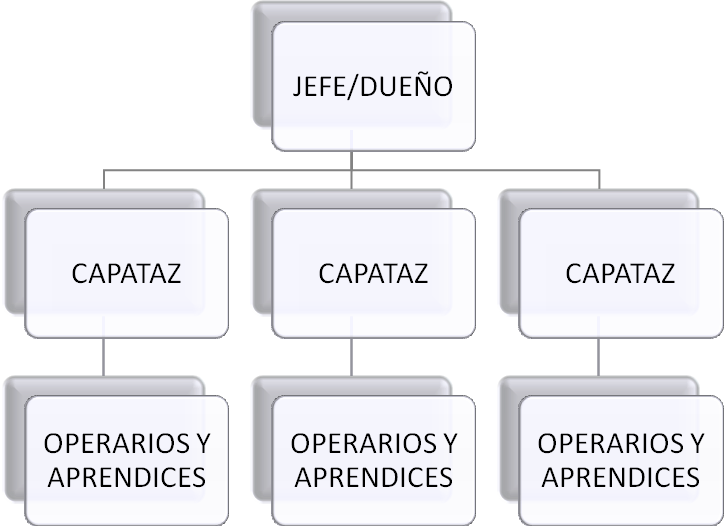 JEFE/DUEÑO
CAPATAZ
CAPATAZ
CAPATAZ
OPERARIOS Y
APRENDICES
OPERARIOS Y
APRENDICES
OPERARIOS Y
APRENDICES